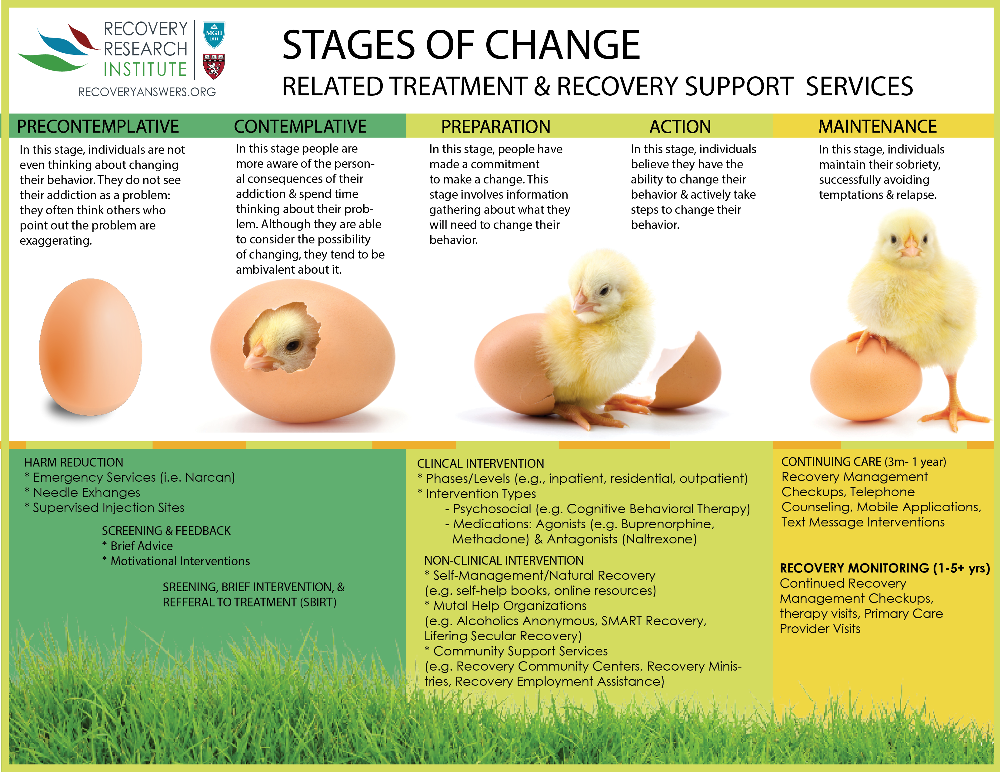 RECOVERY
RESEARCH
INSTITUTE
MGH
1811
RECOVERYANSWERS.ORG
STAGES OF CHANGE
RELATED TREATMENT & RECOVERY SUPPORT SERVICES
PRECONTEMPLATIVE
In this stage, individuals are not
even thinking about changing
their behavior. They do not see
their addiction as a problem:
they often think others who
point out the problem are
exaggerating.
CONTEMPLATIVE
In this stage people are
more aware of the person-
al consequences of their
addiction & spend time
thinking about their prob-
lem. Although they are able
to consider the possibility
of changing, they tend to be
ambivalent about it.
PREPARATION
In this stage, people have
made a commitment
to make a change. This
stage involves information
gathering about what they
will need to change their
behavior.
ACTION
In this stage, individuals
believe they have the
ability to change their
behavior & actively take
steps to change their
behavior.
MAINTENANCE
In this stage, individuals
maintain their sobriety,
successfully avoiding
temptations & relapse.
HARM REDUCTION
* Emergency Services (i.e. Narcan)
* Needle Exhanges
* Supervised Injection Sites
SCREENING & FEEDBACK
* Brief Advice
* Motivational Interventions
SREENING, BRIEF INTERVENTION, &
REFFERAL TO TREATMENT (SBIRT)
CLINCAL INTERVENTION
* Phases/Levels (e.g., inpatient, residential, outpatient)
* Intervention Types
- Psychosocial (e.g. Cognitive Behavioral Therapy)
- Medications: Agonists (e.g. Buprenorphine,
Methadone) & Antagonists (Naltrexone)
NON-CLINICAL INTERVENTION
* Self-Management/Natural Recovery
(e.g. self-help books, online resources)
* Mutal Help Organizations
(e.g. Alcoholics Anonymous, SMART Recovery,
Lifering Secular Recovery)
* Community Support Services
(e.g. Recovery Community Centers, Recovery Minis-
tries, Recovery Employment Assistance)
CONTINUING CARE (3m- 1 year)
Recovery Management
Checkups, Telephone
Counseling, Mobile Applications,
Text Message Interventions
RECOVERY MONITORING (1-5+ yrs)
Continued Recovery
Management Checkups,
therapy visits, Primary Care
Provider Visits